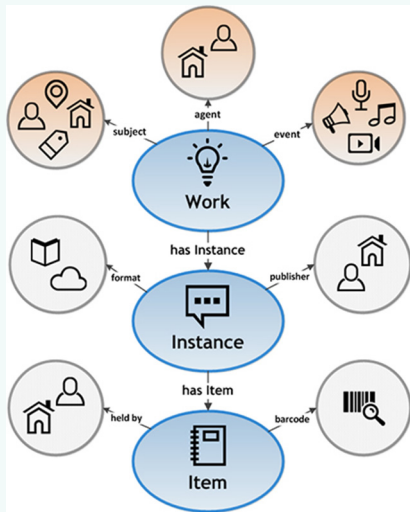 agent
subject
event
Work
has Instance
format
publisher
Instance
has Item
held by
barcode
Item